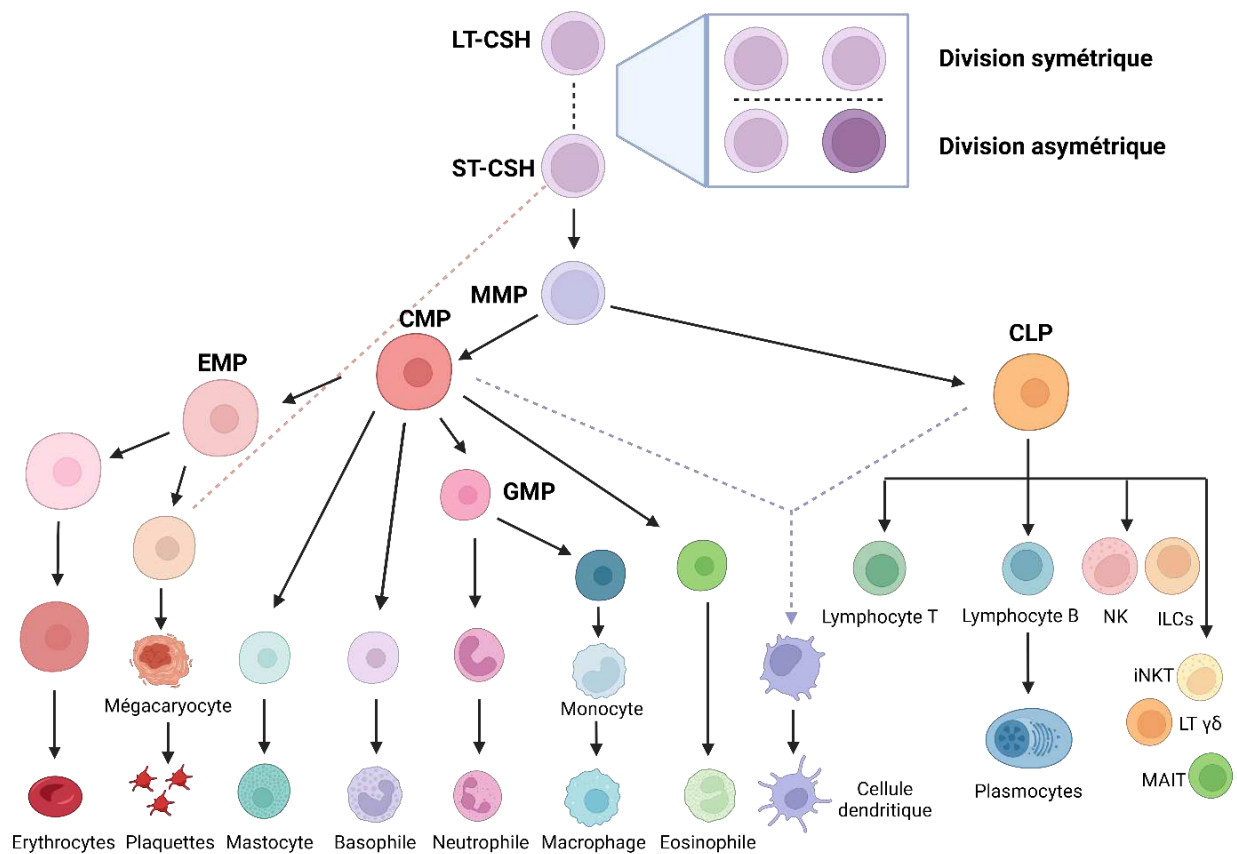 LT-CSH
Division symétrique
Division asymétrique
ST-CSH
MMP
CMP
CLP
EMP
GMP
Lymphocyte T
Lymphocyte B
NK
ILCs
iNKT
Mégacaryocyte
Monocyte
LT γδ
MAIT
Plasmocytes
Cellule
dendritique
Erythrocytes
Plaquettes
Mastocyte
Basophile
Neutrophile
Macrophage
Eosinophile